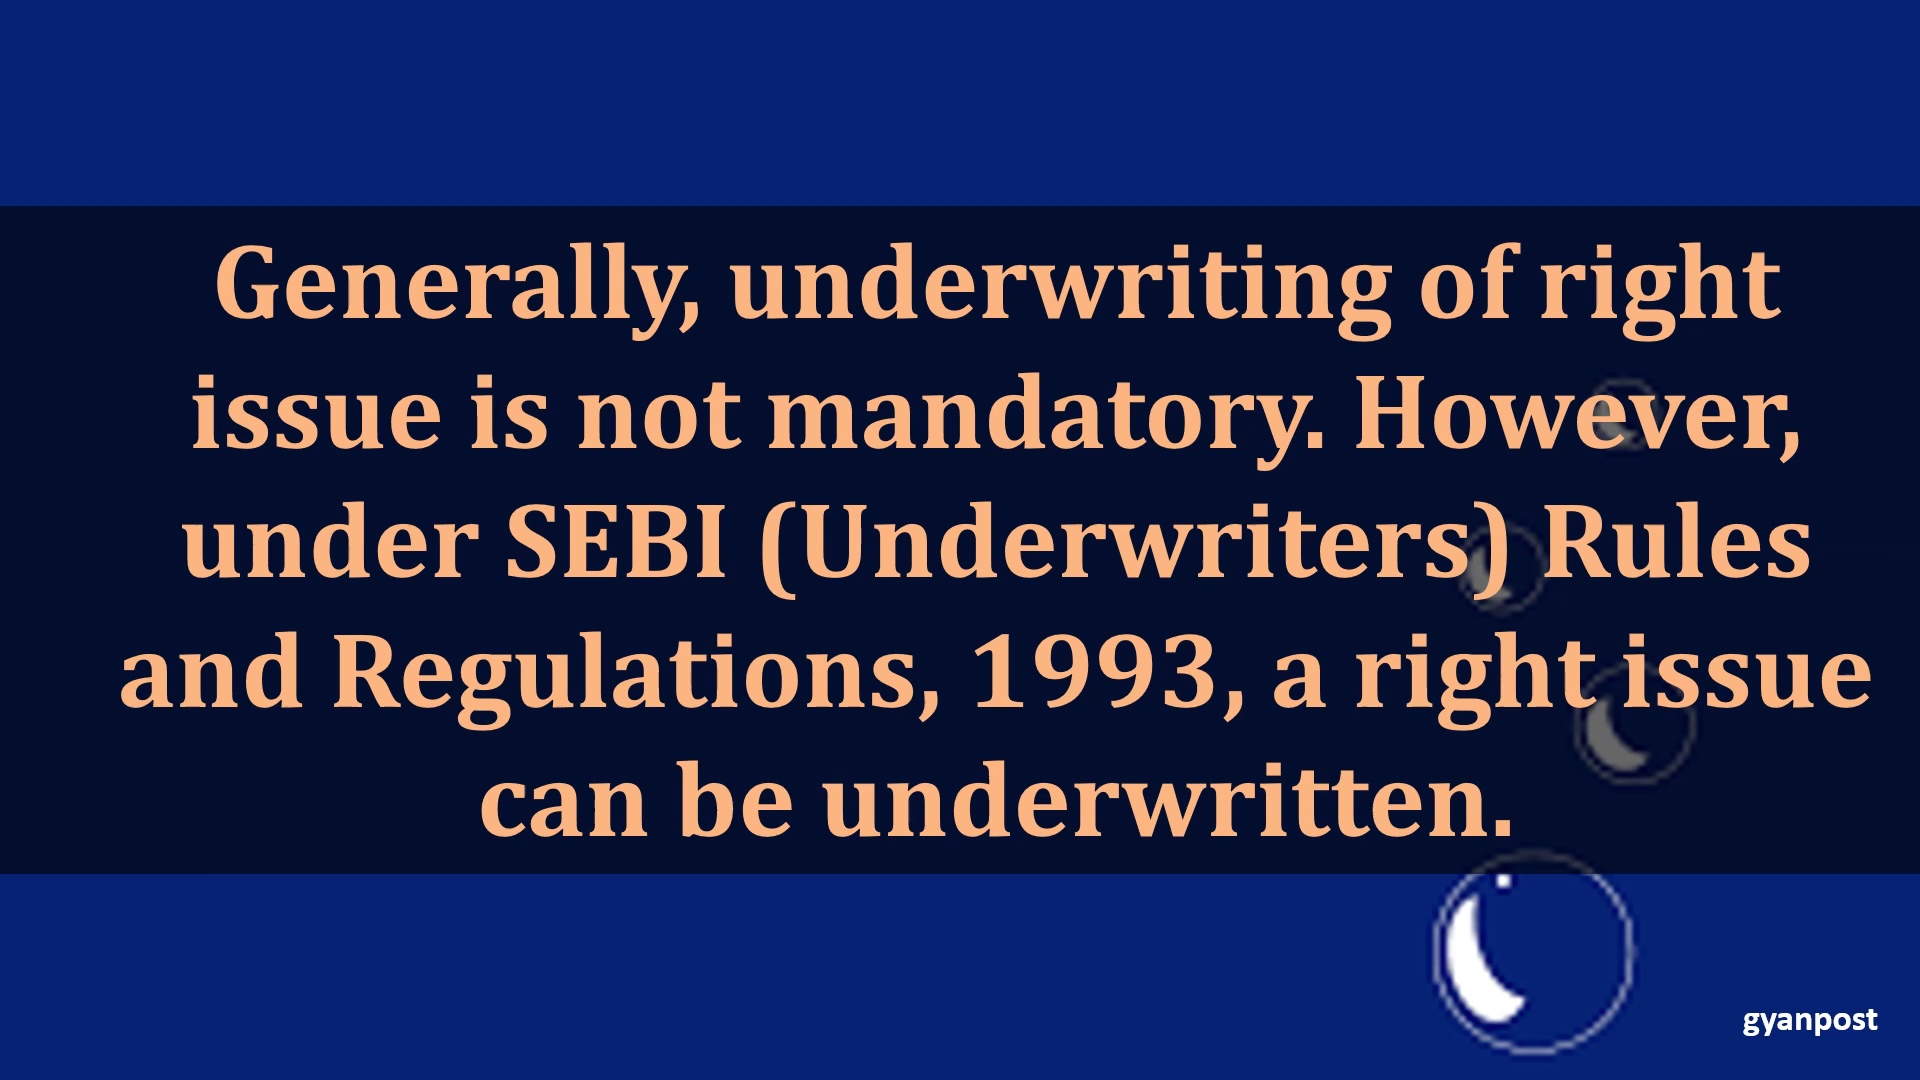 Generally, underwriting of right
issue is not mandatory. However,
under SEBI (Underwriters) Rules
and Regulations, 1993, a right issue
can be underwritten.
gyanpost